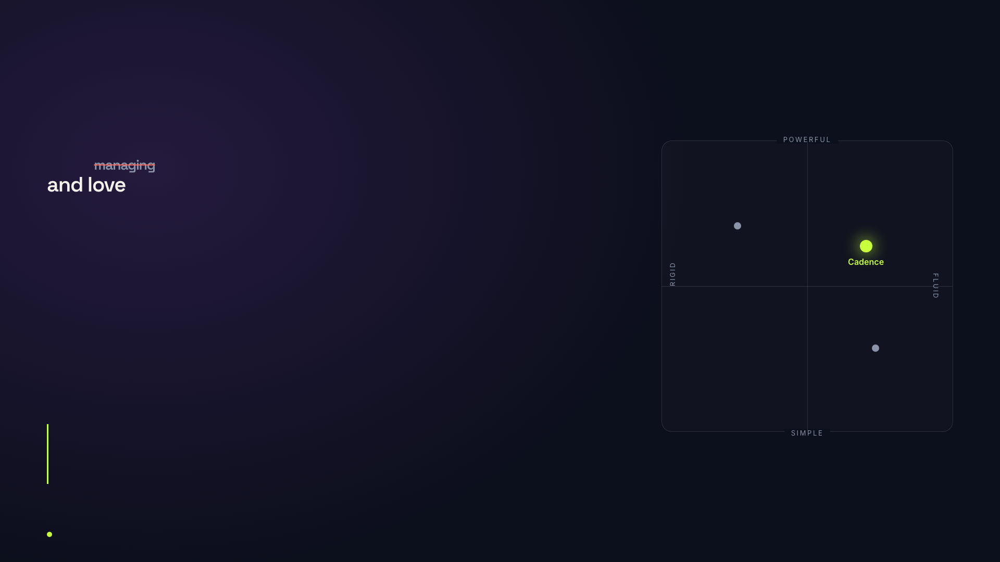 managing
and love
POWERFUL
Cadence
RIGID
FLUID
SIMPLE